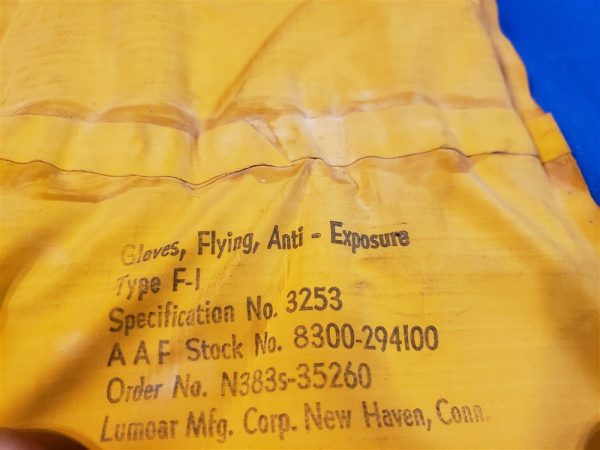 Gloves, Flying, Anti - Exposure
Type F-1
Specification No. 3253
A A F Stock No. 8300-294100
Order No. N383s-35260
Lumoar Mfg. Corp. New Haven, Conn.